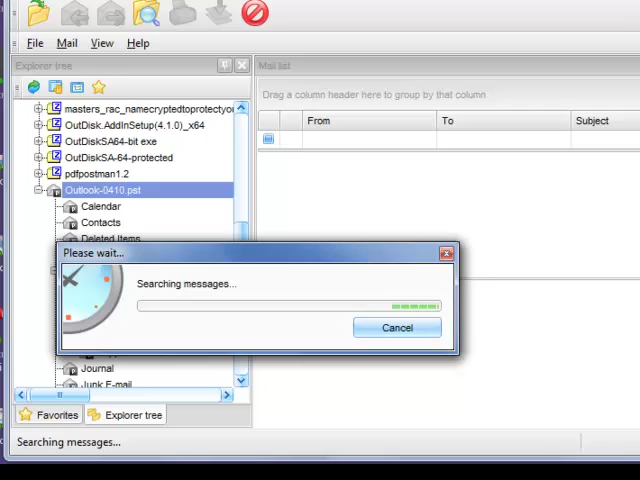 File Mail View Help
Explorer tree
Mail list
Drag a column header here to group by that column
From To Subject
masters_rac_namecryptedtoprotectyou
OutDisk.AddInSetup(4.1.0)_x64
OutDiskSA64-bit exe
OutDiskSA-64-protected
pdfpostman1.2
Outlook-0410.pst
Calendar
Contacts
Deleted Items
Please wait...
Searching messages...
Cancel
Journal
Junk E-mail
Favorites Explorer tree
Searching messages...